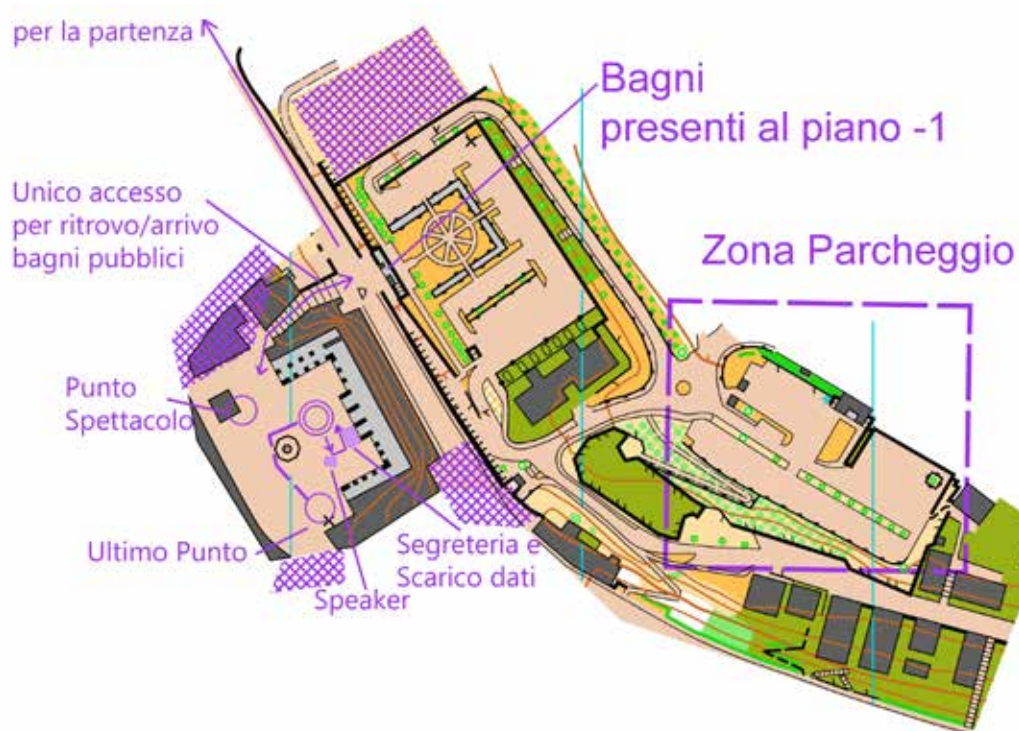 per la partenza
Bagni
presenti al piano -1
Unico accesso
per ritrovo/arrivo
bagni pubblici
Zona Parcheggio
Punto
Spettacolo
Ultimo Punto
Segreteria e
Scarico dati
Speaker